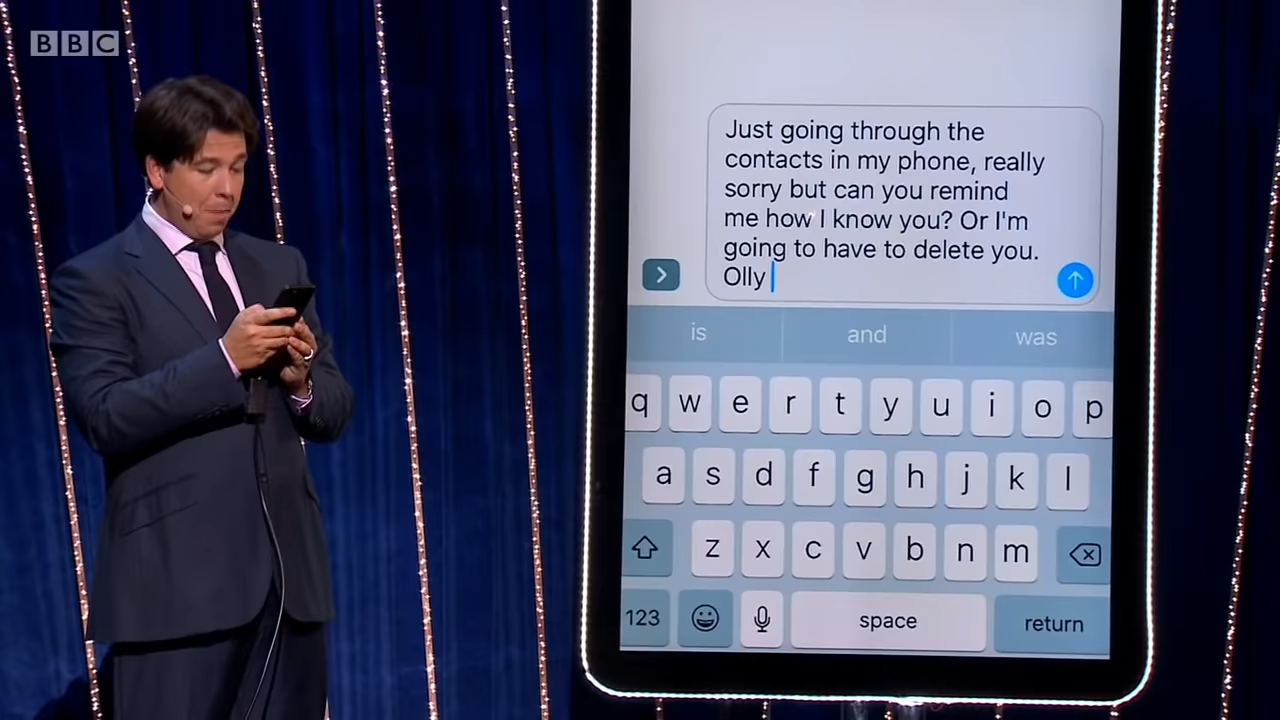 BBC
Just going through the
contacts in my phone, really
sorry but can you remind
me how I know you? Or I'm
going to have to delete you.
Olly
is and was
q w e r t y u i o p
a s d f g h j k l
z x c v b n m
123 space return